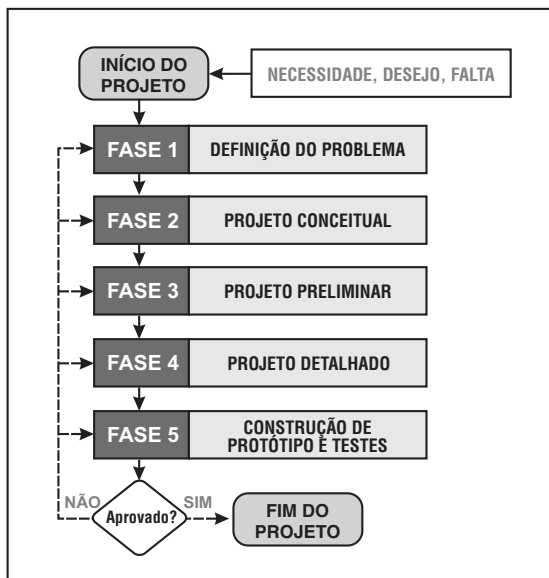 INÍCIO DO
PROJETO
NECESSIDADE, DESEJO, FALTA
FASE 1
DEFINIÇÃO DO PROBLEMA
FASE 2
PROJETO CONCEITUAL
FASE 3
PROJETO PRELIMINAR
FASE 4
PROJETO DETALHADO
FASE 5
CONSTRUÇÃO DE
PROTÓTIPO E TESTES
NÃO
Aprovado?
SIM
FIM DO
PROJETO